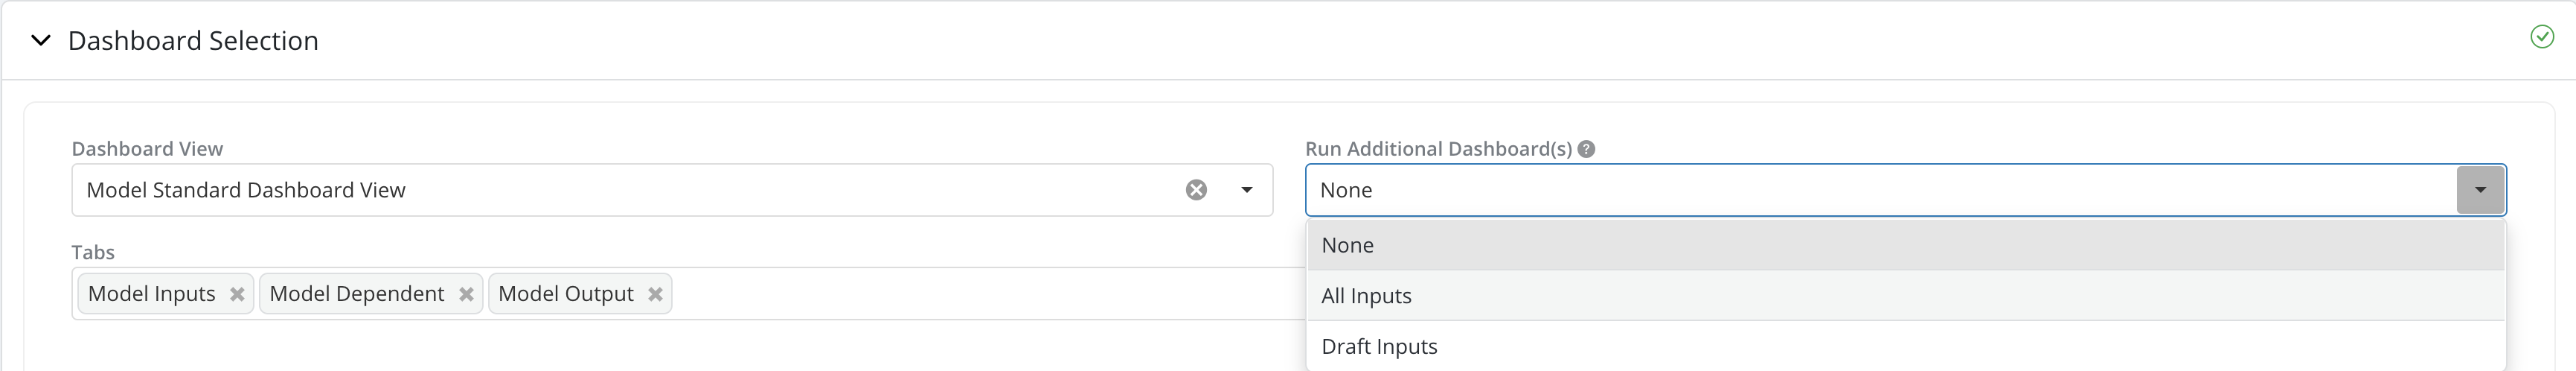 Dashboard Selection
Dashboard View
Run Additional Dashboard(s)
?
Model Standard Dashboard View
None
Tabs
Model Inputs
Model Dependent
Model Output
None
All Inputs
Draft Inputs